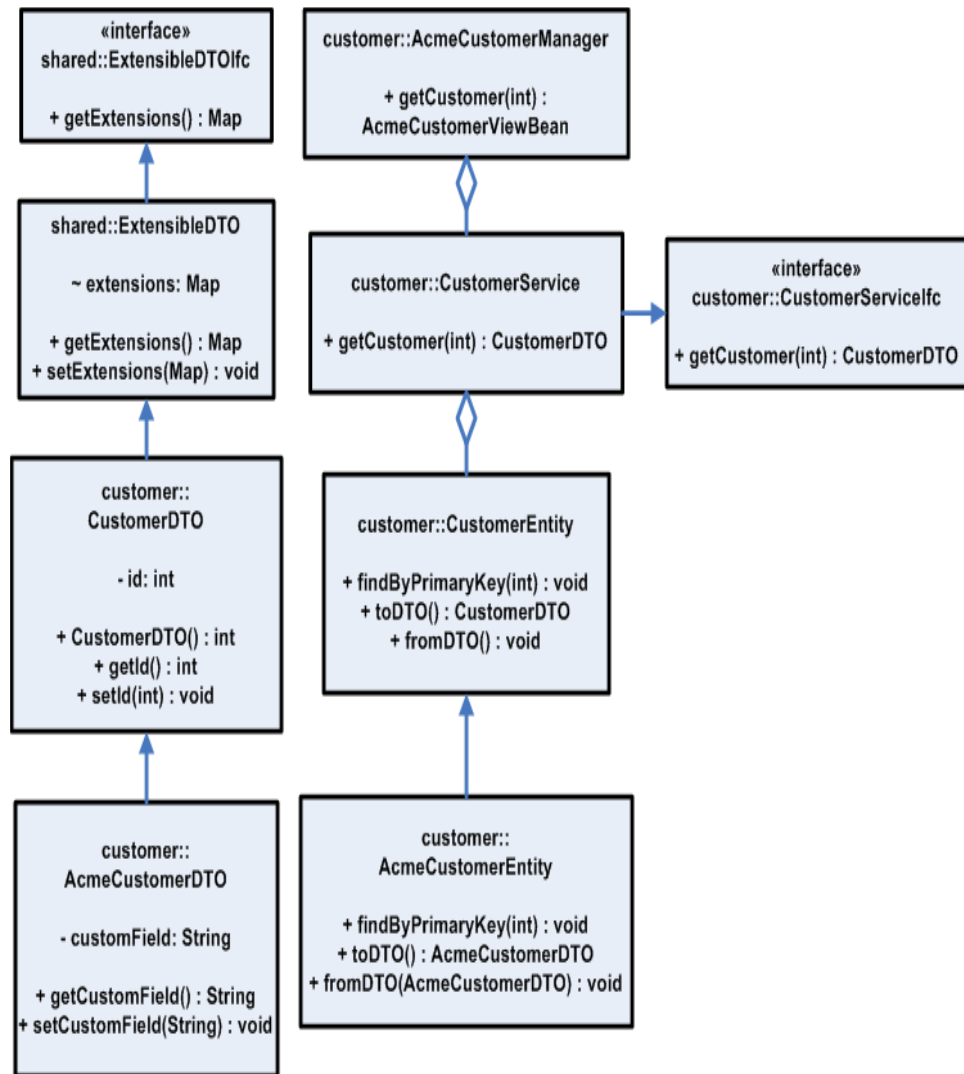 «interface»
shared::ExtensibleDTOIfc
+ getExtensions() : Map
shared::ExtensibleDTO
~ extensions: Map
+ getExtensions() : Map
+ setExtensions(Map) : void
customer::
CustomerDTO
- id: int
+ CustomerDTO() : int
+ getId() : int
+ setId(int) : void
customer::
AcmeCustomerDTO
- customField: String
+ getCustomField() : String
+ setCustomField(String) : void
customer::AcmeCustomerManager
+ getCustomer(int) :
AcmeCustomerViewBean
customer::CustomerService
+ getCustomer(int) : CustomerDTO
«interface»
customer::CustomerServiceIfc
+ getCustomer(int) : CustomerDTO
customer::CustomerEntity
+ findByPrimaryKey(int) : void
+ toDTO() : CustomerDTO
+ fromDTO() : void
customer::
AcmeCustomerEntity
+ findByPrimaryKey(int) : void
+ toDTO() : AcmeCustomerDTO
+ fromDTO(AcmeCustomerDTO) : void